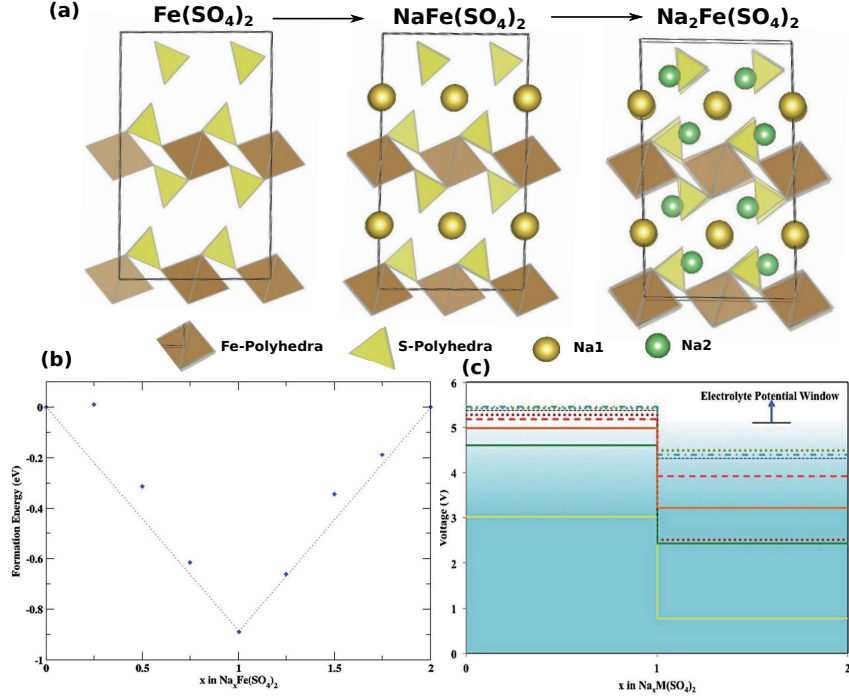 (a)
Fe(SO₄)₂
NaFe(SO₄)₂
Na₂Fe(SO₄)₂
Fe-Polyhedra
S-Polyhedra
Na1
Na2
(b)
0
-0.2
-0.4
-0.6
-0.8
-1
Formation Energy (eV)
0
0.5
1
1.5
2
x in NaₓFe(SO₄)₂
(c)
6
5
4
3
2
1
0
Voltage (V)
Electrolyte Potential Window
0
1
2
x in NaₓM(SO₄)₂